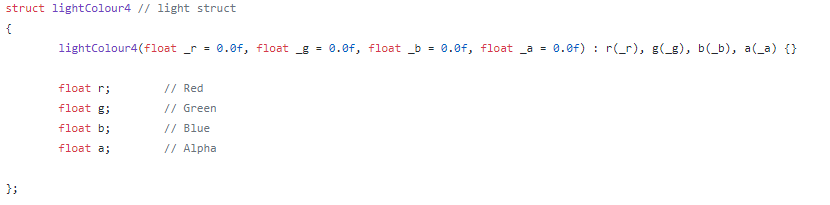 struct lightColour4 // light struct
{
lightColour4(float _r = 0.0f, float _g = 0.0f, float _b = 0.0f, float _a = 0.0f) : r(_r), g(_g), b(_b), a(_a) {}
float r; // Red
float g; // Green
float b; // Blue
float a; // Alpha
};